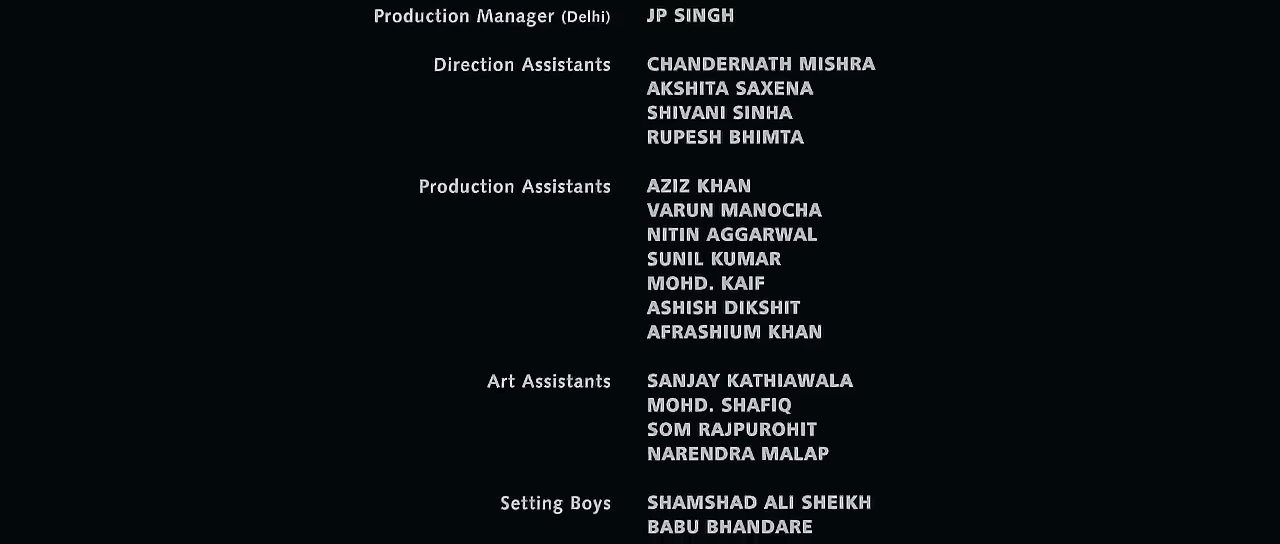 Production Manager (Delhi) JP SINGH
Direction Assistants CHANDERNATH MISHRA
AKSHITA SAXENA
SHIVANI SINHA
RUPESH BHIMTA
Production Assistants AZIZ KHAN
VARUN MANOCHA
NITIN AGGARWAL
SUNIL KUMAR
MOHD. KAIF
ASHISH DIKSHIT
AFRASHIUM KHAN
Art Assistants SANJAY KATHIAWALA
MOHD. SHAFIQ
SOM RAJPUROHIT
NARENDRA MALAP
Setting Boys SHAMSHAD ALI SHEIKH
BABU BHANDARE